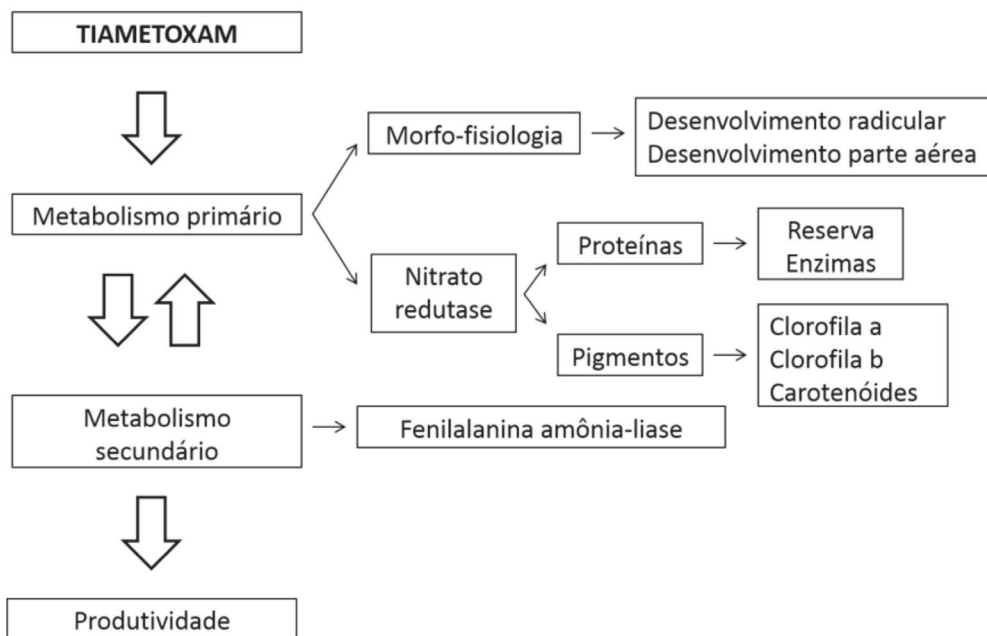 TIAMETOXAM
Morfo-fisiologia
Desenvolvimento radicular
Desenvolvimento parte aérea
Metabolismo primário
Nitrato
redutase
Proteínas
Reserva
Enzimas
Pigmentos
Clorofila a
Clorofila b
Carotenóides
Metabolismo
secundário
Fenilalanina amônia-liase
Produtividade